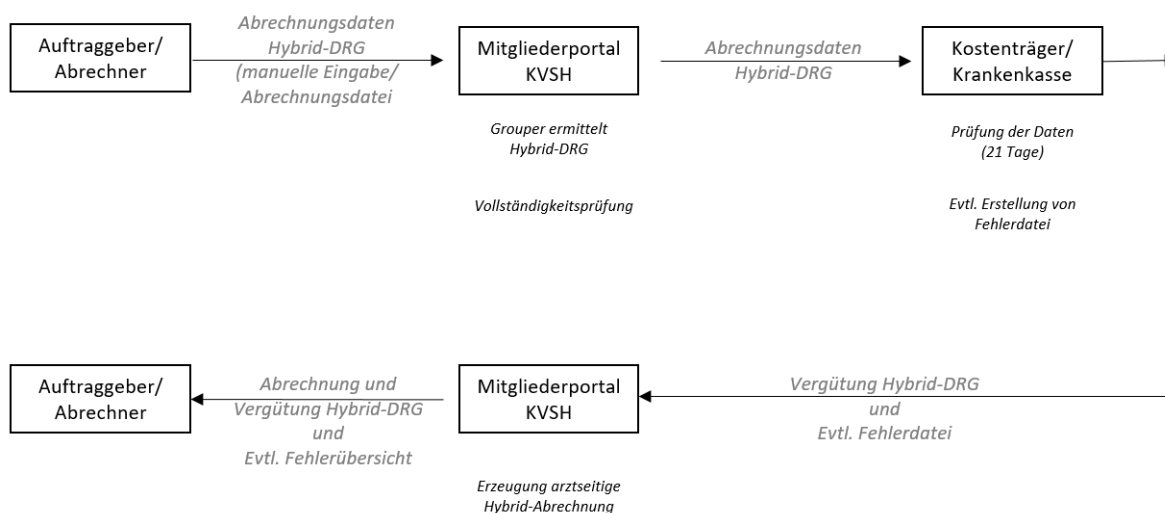 Auftraggeber/
Abrechner
Abrechnungsdaten
Hybrid-DRG
(manuelle Eingabe/
Abrechnungsdatei
Mitgliederportal
KVSH
Abrechnungsdaten
Hybrid-DRG
Kostenträger/
Krankenkasse
Grouper ermittelt
Hybrid-DRG
Vollständigkeitsprüfung
Prüfung der Daten
(21 Tage)
Evtl. Erstellung von
Fehlerdatei
Auftraggeber/
Abrechner
Abrechnung und
Vergütung Hybrid-DRG
und
Evtl. Fehlerübersicht
Mitgliederportal
KVSH
Vergütung Hybrid-DRG
und
Evtl. Fehlerdatei
Erzeugung arztseitige
Hybrid-Abrechnung